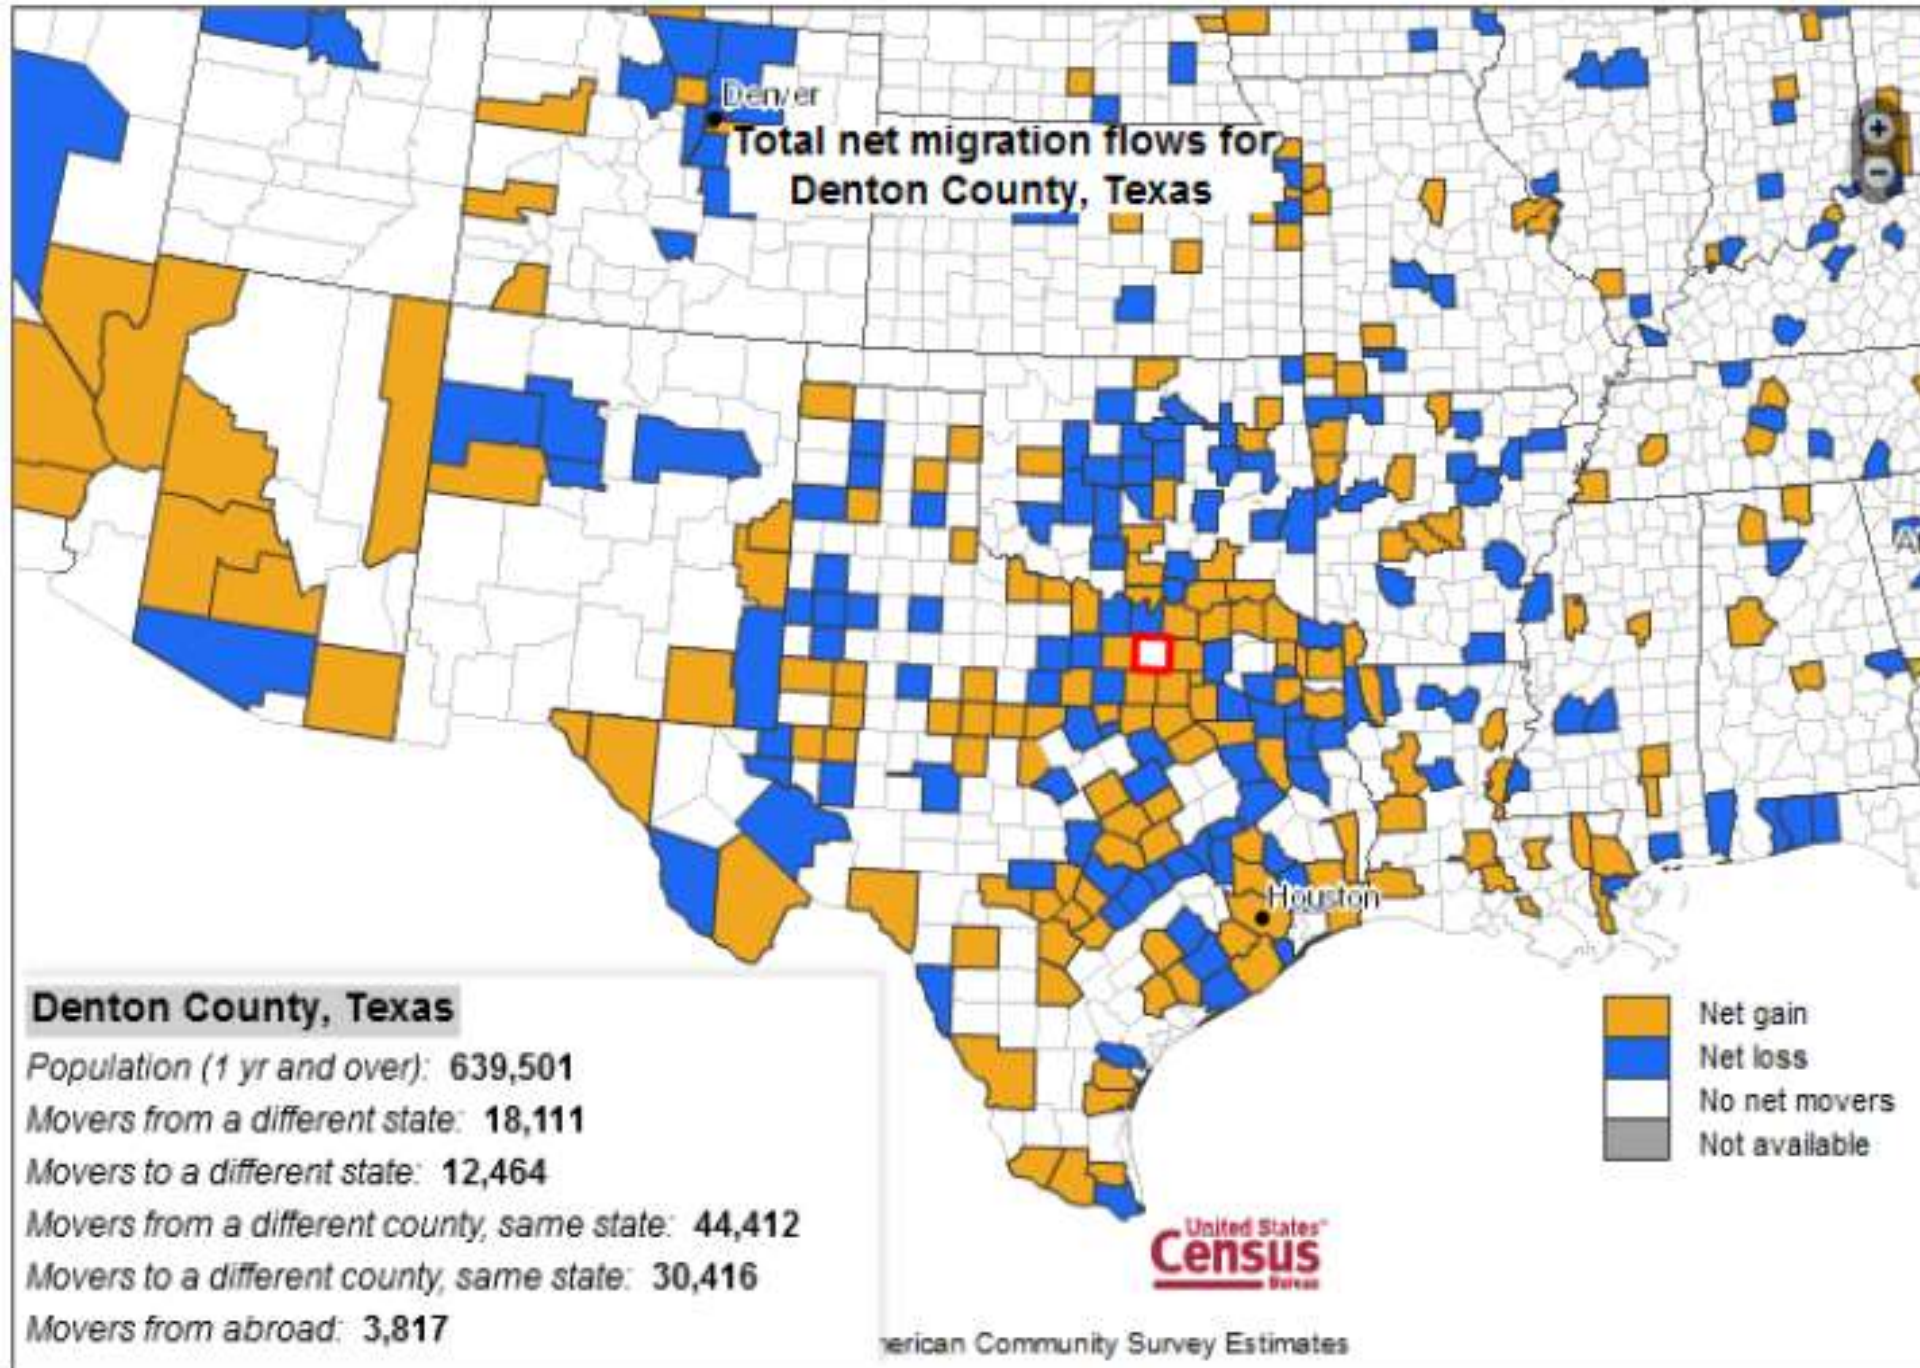 Denver
Total net migration flows for
Denton County, Texas
+
−
Houston
Denton County, Texas
Population (1 yr and over): 639,501
Movers from a different state: 18,111
Movers to a different state: 12,464
Movers from a different county, same state: 44,412
Movers to a different county, same state: 30,416
Movers from abroad: 3,817
Net gain
Net loss
No net movers
Not available
United States
Census
Bureau
American Community Survey Estimates